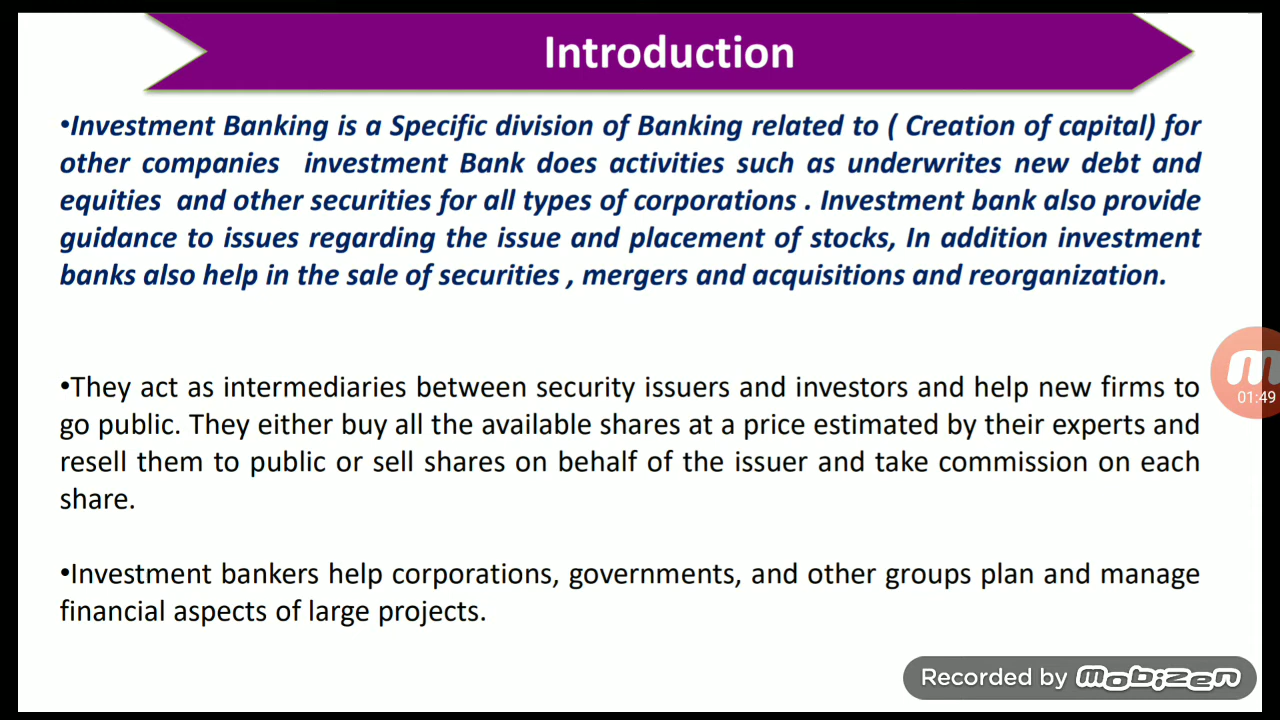 Introduction
•Investment Banking is a Specific division of Banking related to ( Creation of capital) for
other companies  investment Bank does activities such as underwrites new debt and
equities  and other securities for all types of corporations . Investment bank also provide
guidance to issues regarding the issue and placement of stocks, In addition investment
banks also help in the sale of securities , mergers and acquisitions and reorganization.
•They act as intermediaries between security issuers and investors and help new firms to
go public. They either buy all the available shares at a price estimated by their experts and
resell them to public or sell shares on behalf of the issuer and take commission on each
share.
•Investment bankers help corporations, governments, and other groups plan and manage
financial aspects of large projects.
01:49
Recorded by Mobizen